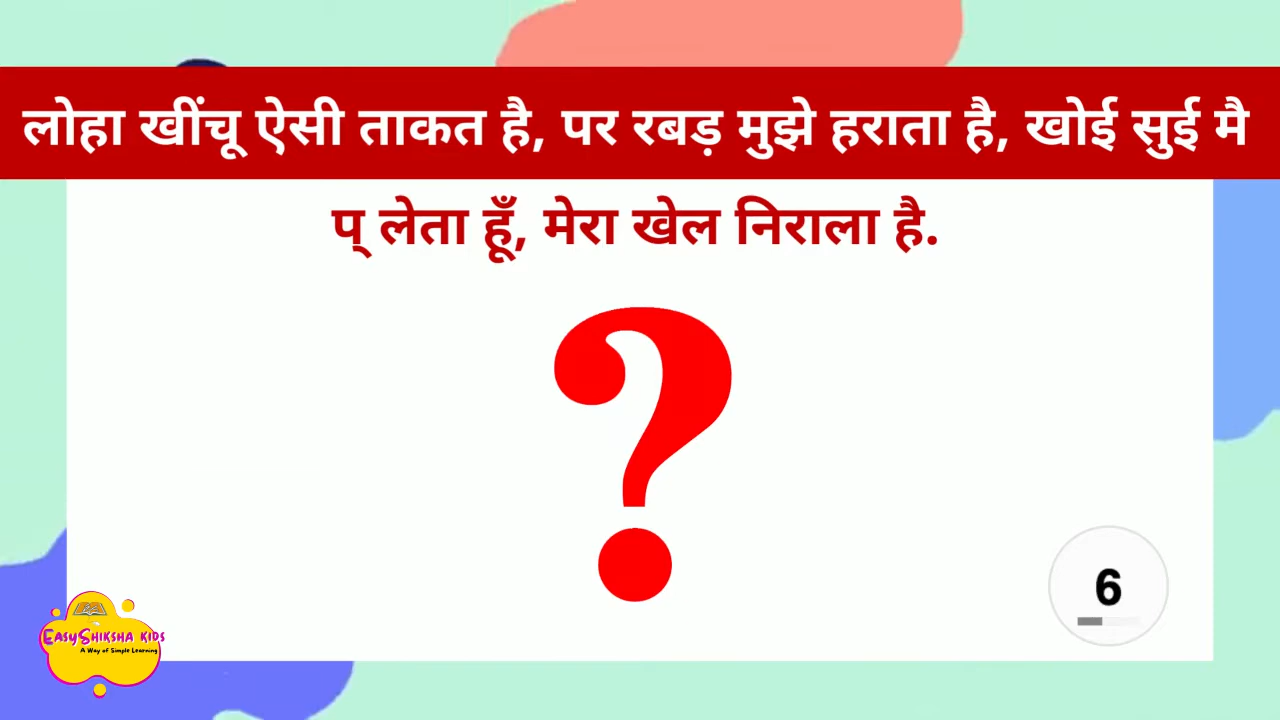 लोहा खींचू ऐसी ताकत है, पर रबड़ मुझे हराता है, खोई सुई मै
प् लेता हूँ, मेरा खेल निराला है.
?
6
EasyShiksha Kids
A Way of Simple Learning